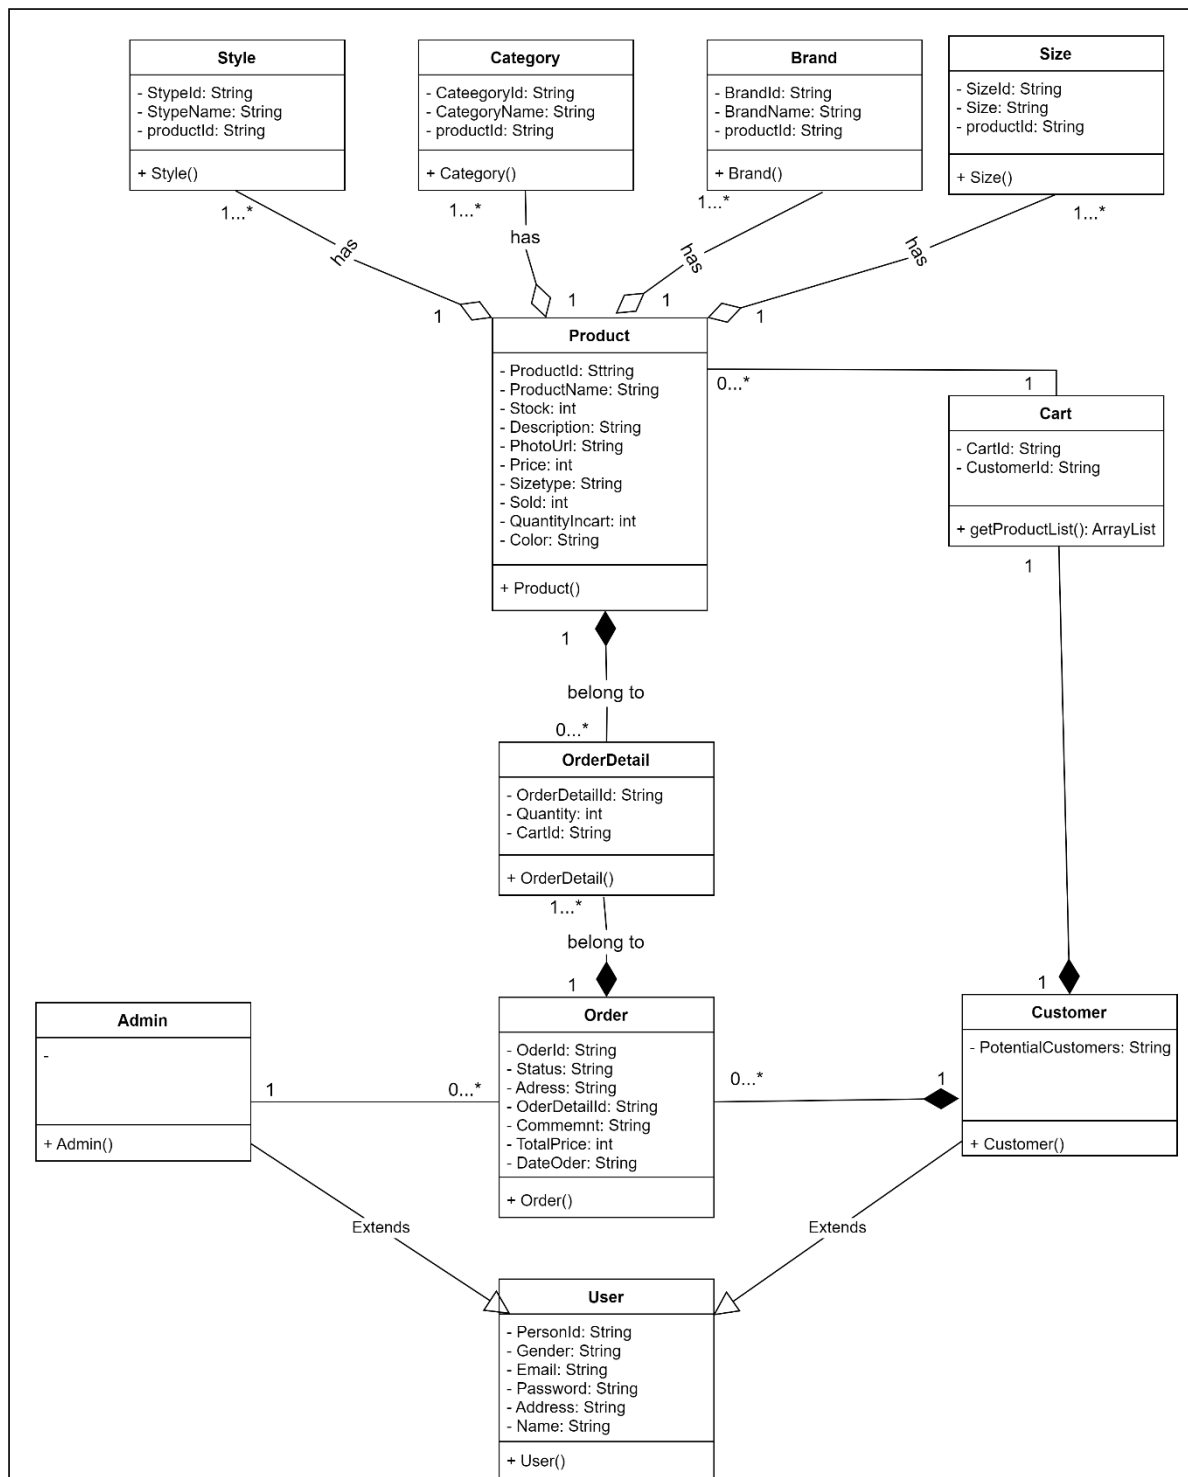 Style
- StypeId: String
- StypeName: String
- productId: String
+ Style()
Category
- CateegoryId: String
- CategoryName: String
- productId: String
+ Category()
Brand
- BrandId: String
- BrandName: String
- productId: String
+ Brand()
Size
- SizeId: String
- Size: String
- productId: String
+ Size()
1...*
1...*
1...*
1...*
has
has
has
has
1
1
1
1
Product
- ProductId: Sttring
- ProductName: String
- Stock: int
- Description: String
- PhotoUrl: String
- Price: int
- Sizetype: String
- Sold: int
- QuantityIncart: int
- Color: String
+ Product()
0...*
1
Cart
- CartId: String
- CustomerId: String
+ getProductList(): ArrayList
1
1
belong to
0...*
OrderDetail
- OrderDetailId: String
- Quantity: int
- CartId: String
+ OrderDetail()
1...*
belong to
1
1
Admin
-
+ Admin()
1
0...*
Order
- OderId: String
- Status: String
- Adress: String
- OderDetailId: String
- Commemnt: String
- TotalPrice: int
- DateOder: String
+ Order()
0...*
1
Customer
- PotentialCustomers: String
+ Customer()
Extends
Extends
User
- PersonId: String
- Gender: String
- Email: String
- Password: String
- Address: String
- Name: String
+ User()